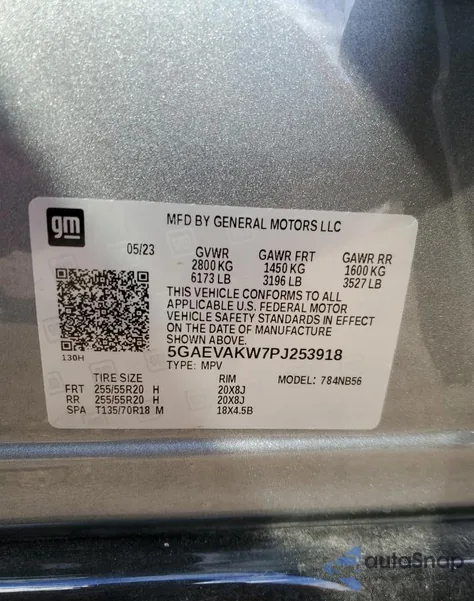 gm
MFD BY GENERAL MOTORS LLC
05/23 GVWR GAWR FRT GAWR RR
2800 KG 1450 KG 1600 KG
6173 LB 3196 LB 3527 LB
THIS VEHICLE CONFORMS TO ALL
APPLICABLE U.S. FEDERAL MOTOR
VEHICLE SAFETY STANDARDS IN EFFECT
ON THE DATE OF MANUFACTURE
SHOWN ABOVE.
130H
5GAEVAKW7PJ253918
TYPE: MPV MODEL: 784NB56
TIRE SIZE RIM
FRT 255/55R20 H 20X8J
RR 255/55R20 H 20X8J
SPA T135/70R18 M 18X4.5B
autoSnap